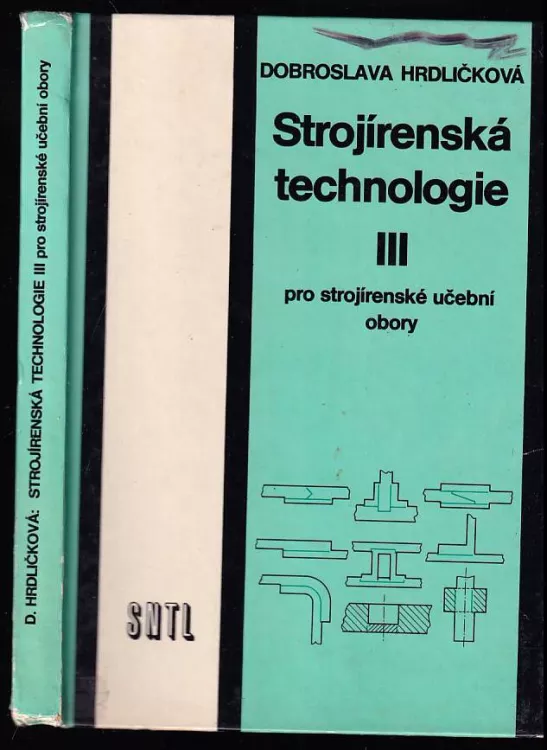 D. HRDLIČKOVÁ: STROJÍRENSKÁ TECHNOLOGIE III pro strojírenské učební obory
SNTL
DOBROSLAVA HRDLIČKOVÁ
Strojírenská
technologie
III
pro strojírenské učební
obory